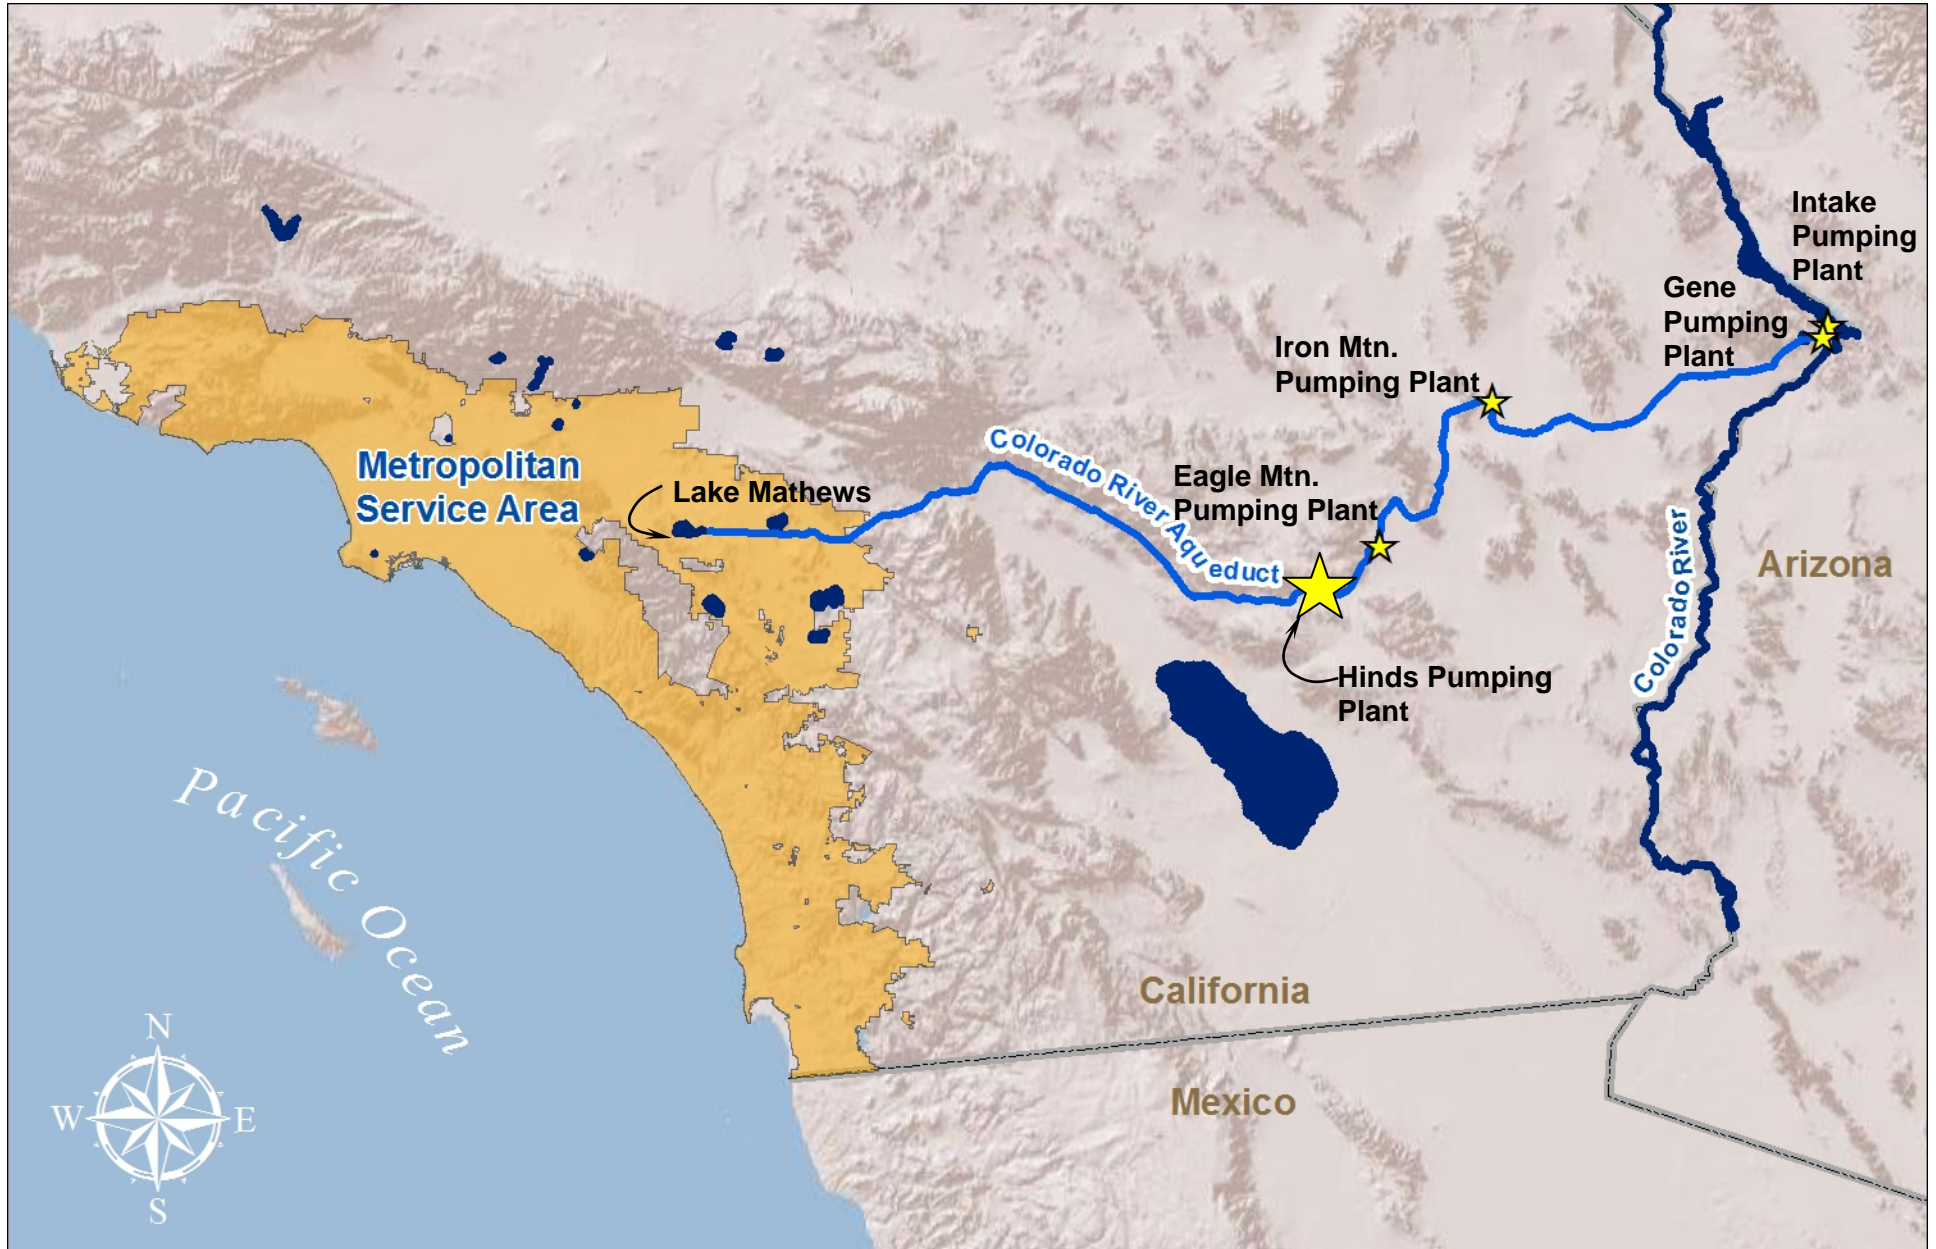 Intake
Pumping
Plant
Gene
Pumping
Plant
Iron Mtn.
Pumping Plant
Colorado River Aqueduct
Eagle Mtn.
Pumping Plant
Metropolitan
Service Area
Lake Mathews
Colorado River
Arizona
Hinds Pumping
Plant
Pacific Ocean
California
Mexico
N
W
E
S